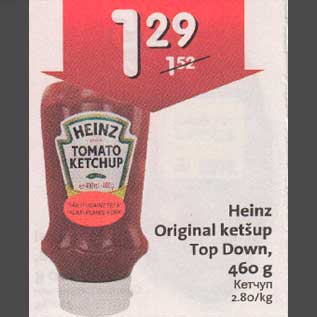 1.29
1.52
HEINZ
TOMATO
KETCHUP
Heinz
Original ketšup
Top Down,
460 g
Кетчуп
2.80/kg